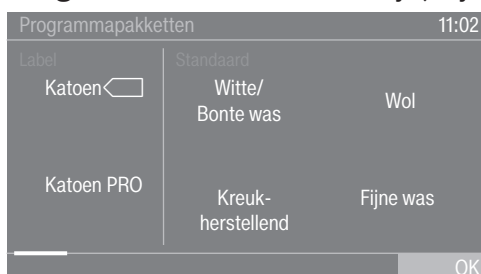 Programmapakketten 11:02
Label
Katoen
Katoen PRO
Standaard
Witte/
Bonte was
Wol
Kreuk-
herstellend
Fijne was
OK